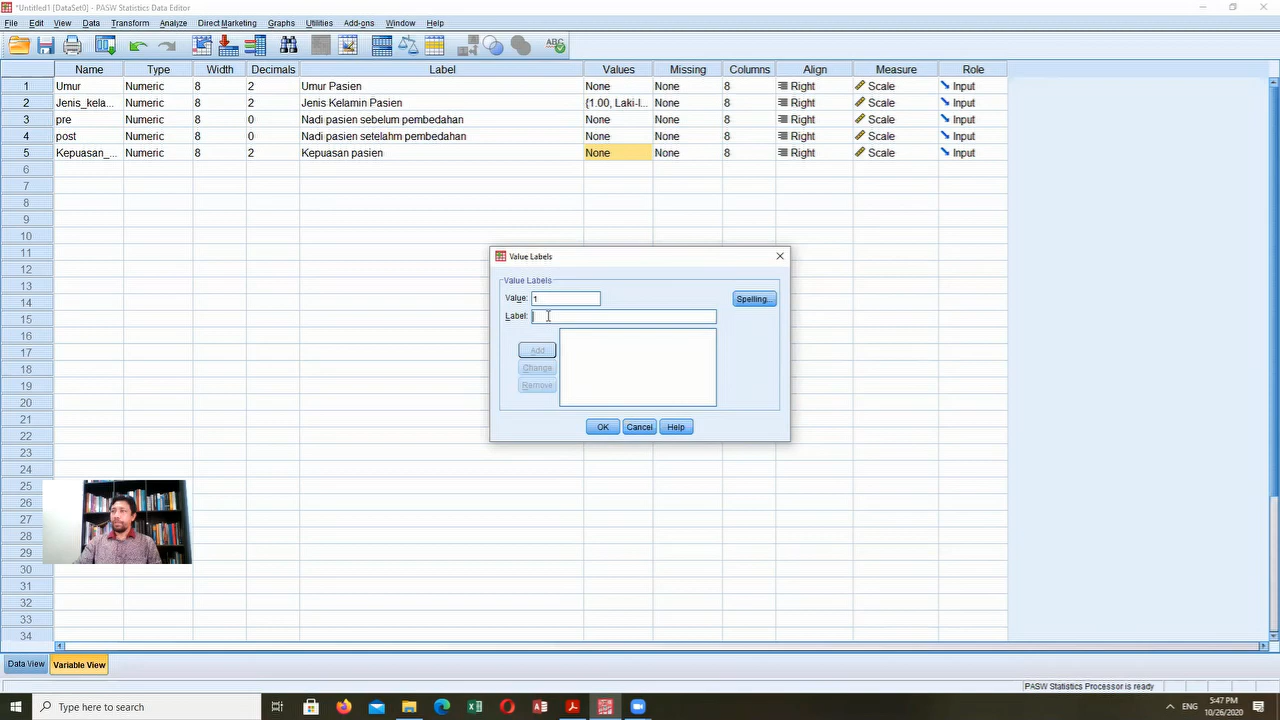 *Untitled1 [DataSet0] - PASW Statistics Data Editor
File Edit View Data Transform Analyze Direct Marketing Graphs Utilities Add-ons Window Help
Name Type Width Decimals Label Values Missing Columns Align Measure Role
1 Umur Numeric 8 2 Umur Pasien None None 8 Right Scale Input
2 Jenis_kela... Numeric 8 2 Jenis Kelamin Pasien {1.00, Laki-l... None 8 Right Scale Input
3 pre Numeric 8 0 Nadi pasien sebelum pembedahan None None 8 Right Scale Input
4 post Numeric 8 0 Nadi pasien setelahm pembedahan None None 8 Right Scale Input
5 Kepuasan_... Numeric 8 2 Kepuasan pasien None None 8 Right Scale Input
6
7
8
9
10
11
12
13
14
15
16
17
18
19
20
21
22
23
24
25
26
27
28
29
30
31
32
33
34
Value Labels
Value Labels
Value: 1 Spelling...
Label:
Add
Change
Remove
OK Cancel Help
Data View Variable View
PASW Statistics Processor is ready
Type here to search
ENG
5:47 PM
10/26/2020